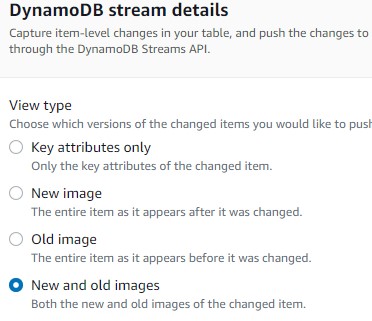 DynamoDB stream details
Capture item-level changes in your table, and push the changes to
through the DynamoDB Streams API.
View type
Choose which versions of the changed items you would like to push
Key attributes only
Only the key attributes of the changed item.
New image
The entire item as it appears after it was changed.
Old image
The entire item as it appears before it was changed.
New and old images
Both the new and old images of the changed item.